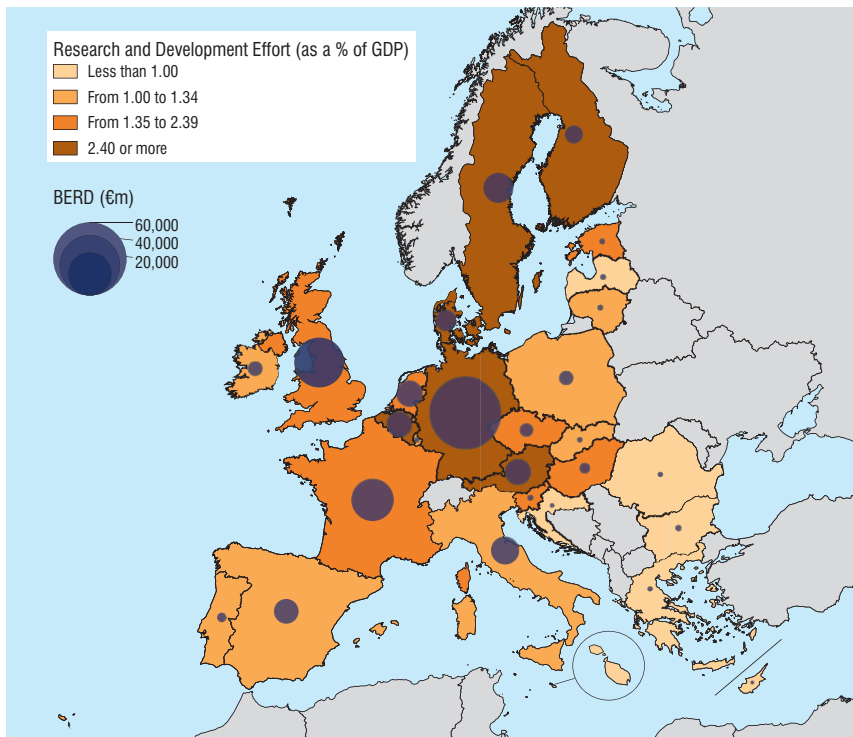 Research and Development Effort (as a % of GDP)
Less than 1.00
From 1.00 to 1.34
From 1.35 to 2.39
2.40 or more
BERD (€m)
60,000
40,000
20,000